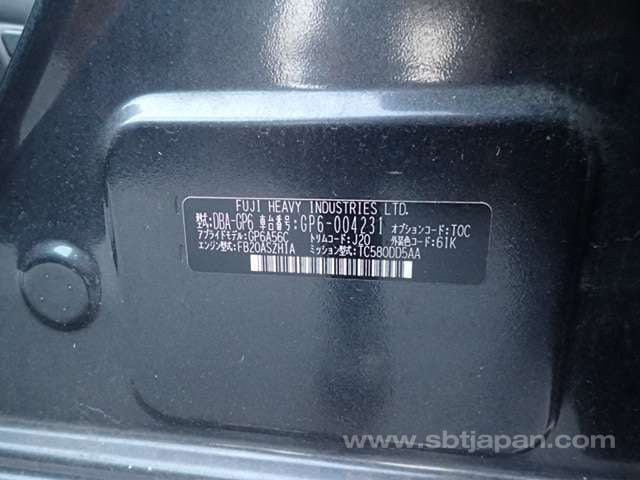 FUJI HEAVY INDUSTRIES LTD.
型式:DBA-GP6 車台番号:GP6-004231 オプションコード:TOC
アプライドモデル:GP6A56C トリムコード:J20 外装色コード:61K
エンジン型式:FB20ASZH1A ミッション型式:TC580DD5AA
www.sbtjapan.com